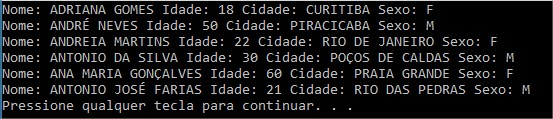 Nome: ADRIANA GOMES Idade: 18 Cidade: CURITIBA Sexo: F
Nome: ANDRÉ NEVES Idade: 50 Cidade: PIRACICABA Sexo: M
Nome: ANDREIA MARTINS Idade: 22 Cidade: RIO DE JANEIRO Sexo: F
Nome: ANTONIO DA SILVA Idade: 30 Cidade: POÇOS DE CALDAS Sexo: M
Nome: ANA MARIA GONÇALVES Idade: 60 Cidade: PRAIA GRANDE Sexo: F
Nome: ANTONIO JOSÉ FARIAS Idade: 21 Cidade: RIO DAS PEDRAS Sexo: M
Pressione qualquer tecla para continuar. . .